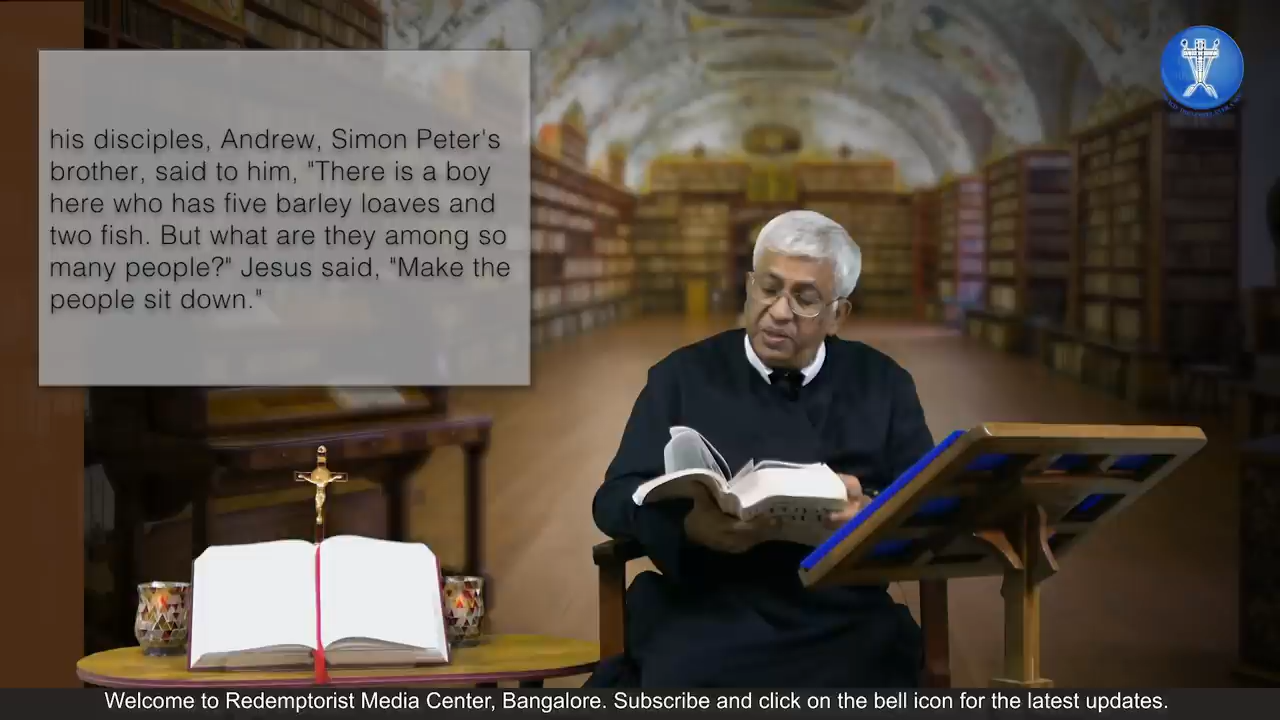 his disciples, Andrew, Simon Peter's
brother, said to him, "There is a boy
here who has five barley loaves and
two fish. But what are they among so
many people?" Jesus said, "Make the
people sit down."
Welcome to Redemptorist Media Center, Bangalore. Subscribe and click on the bell icon for the latest updates.